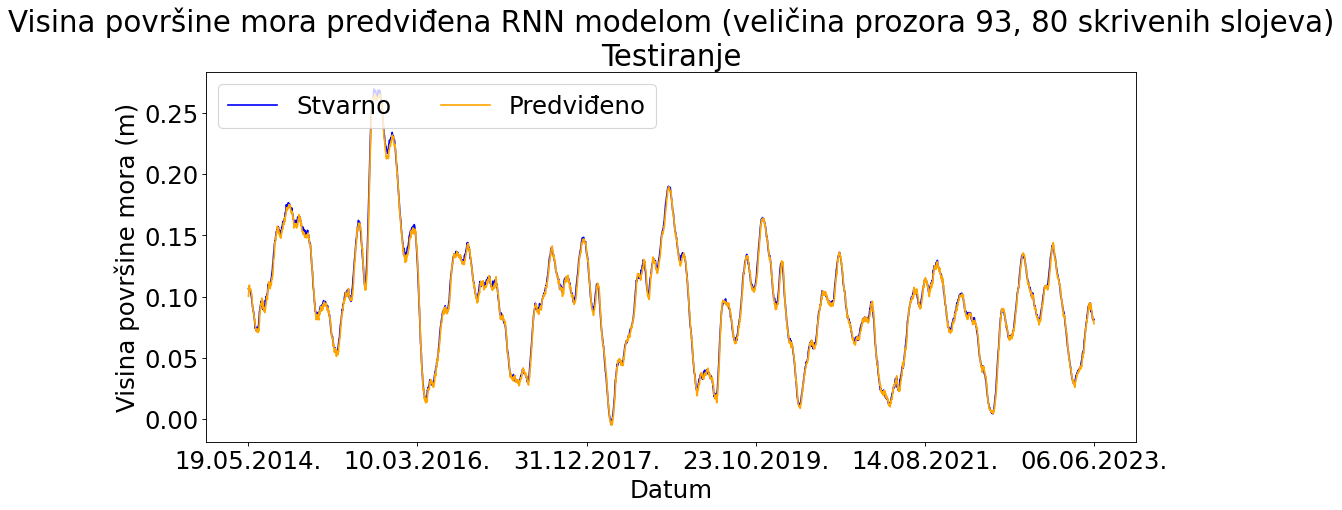 Visina površine mora predviđena RNN modelom (veličina prozora 93, 80 skrivenih slojeva)
Testiranje
Stvarno Predviđeno
Visina površine mora (m)
0.25
0.20
0.15
0.10
0.05
0.00
19.05.2014. 10.03.2016. 31.12.2017. 23.10.2019. 14.08.2021. 06.06.2023.
Datum